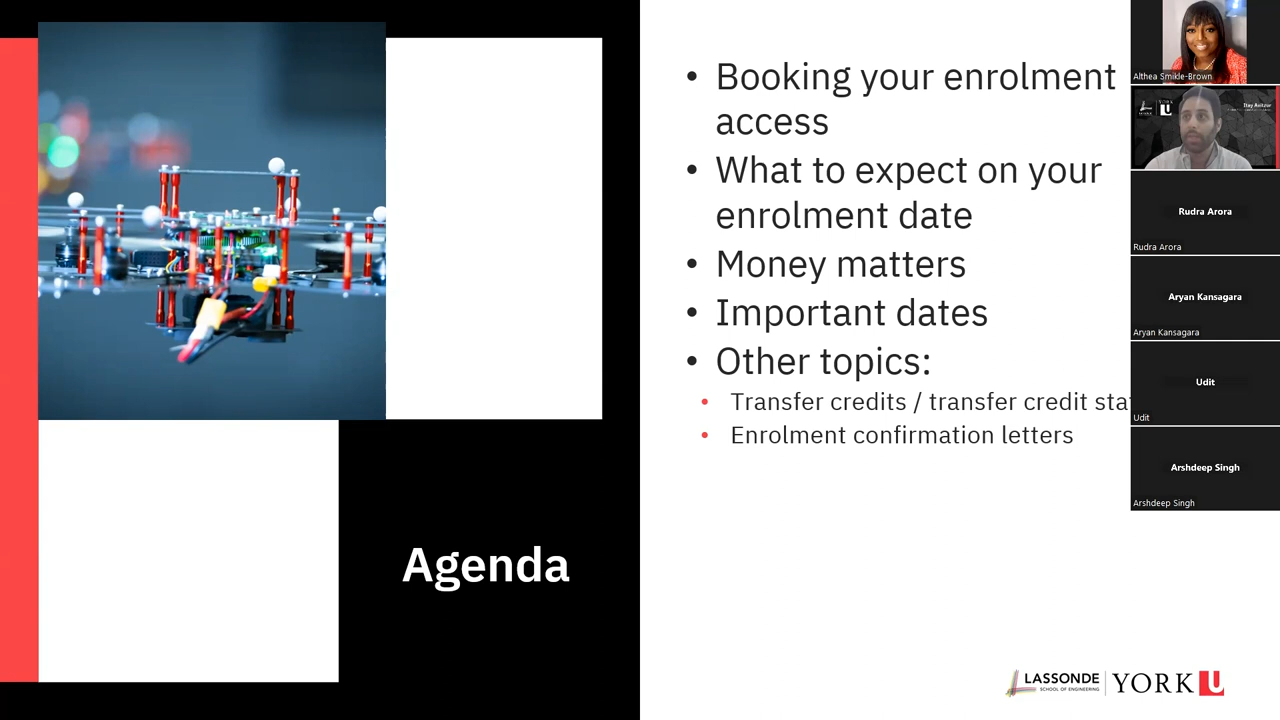 • Booking your enrolment
access
• What to expect on your
enrolment date
• Money matters
• Important dates
• Other topics:
• Transfer credits / transfer credit sta
• Enrolment confirmation letters
Agenda
LASSONDE
SCHOOL OF ENGINEERING
YORK U
Althea Smikle-Brown
YORK
U
Rudra Arora
Rudra Arora
Aryan Kansagara
Aryan Kansagara
Udit
Udit
Arshdeep Singh
Arshdeep Singh